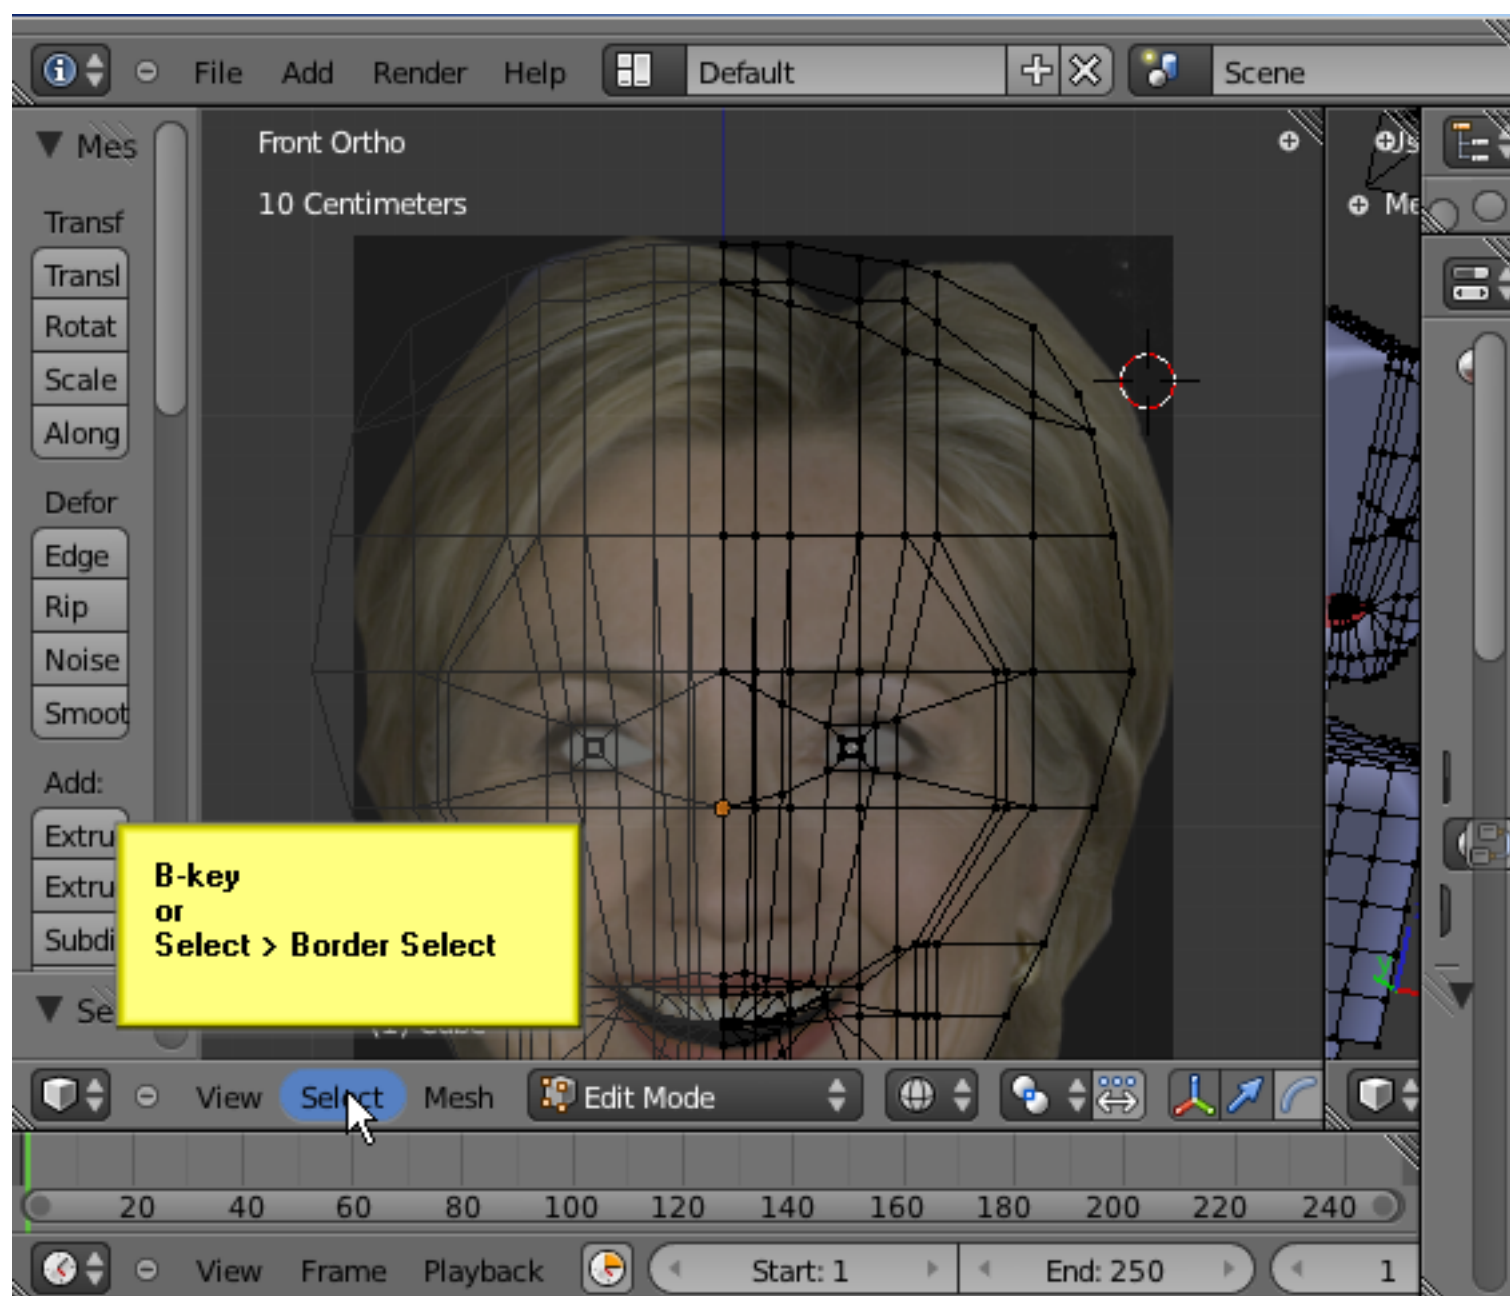 File Add Render Help Default Scene
Mes
Front Ortho
10 Centimeters
Me
Transf
Transl
Rotat
Scale
Along
Defor
Edge
Rip
Noise
Smoot
Add:
Extru
Extru
Subdi
Se
B-key
or
Select > Border Select
y
View Select Mesh Edit Mode
20 40 60 80 100 120 140 160 180 200 220 240
View Frame Playback Start: 1 End: 250 1